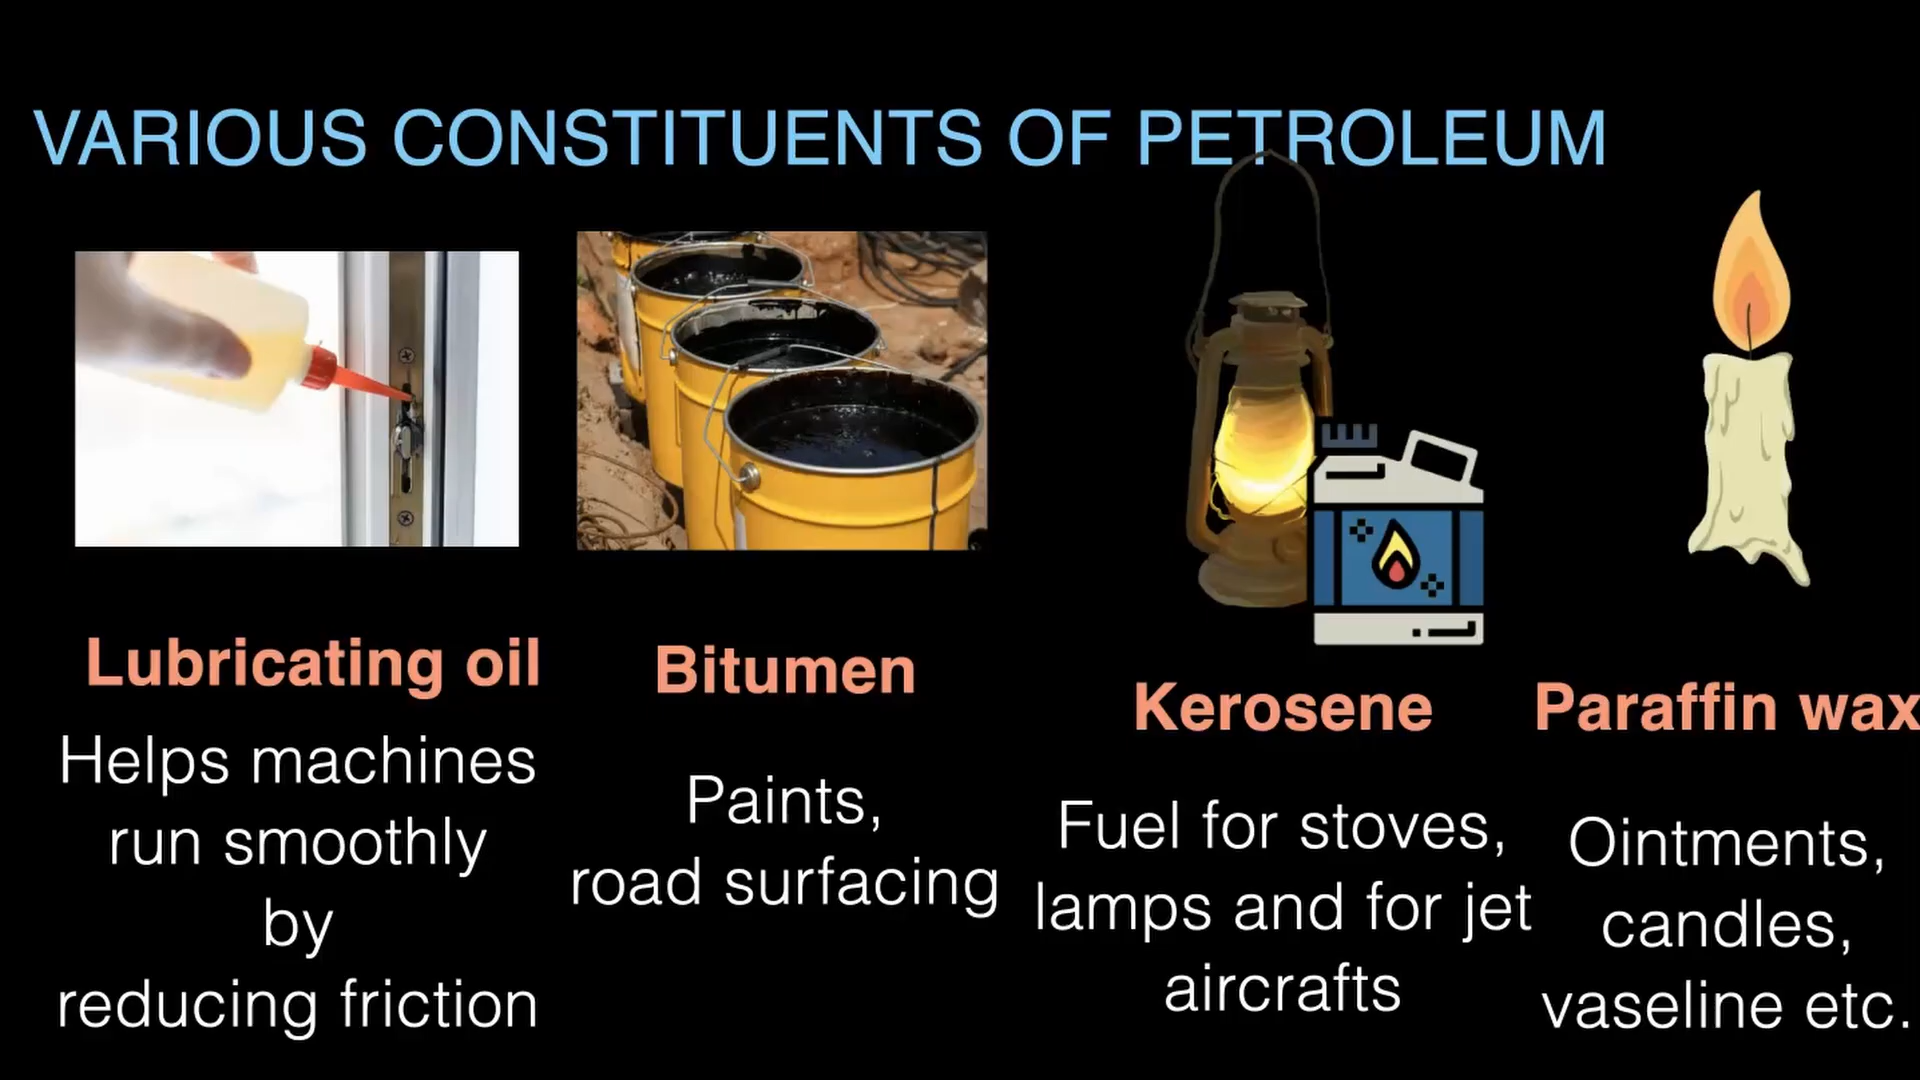 VARIOUS CONSTITUENTS OF PETROLEUM
Lubricating oil
Helps machines
run smoothly
by
reducing friction
Bitumen
Paints,
road surfacing
Kerosene
Fuel for stoves,
lamps and for jet
aircrafts
Paraffin wax
Ointments,
candles,
vaseline etc.